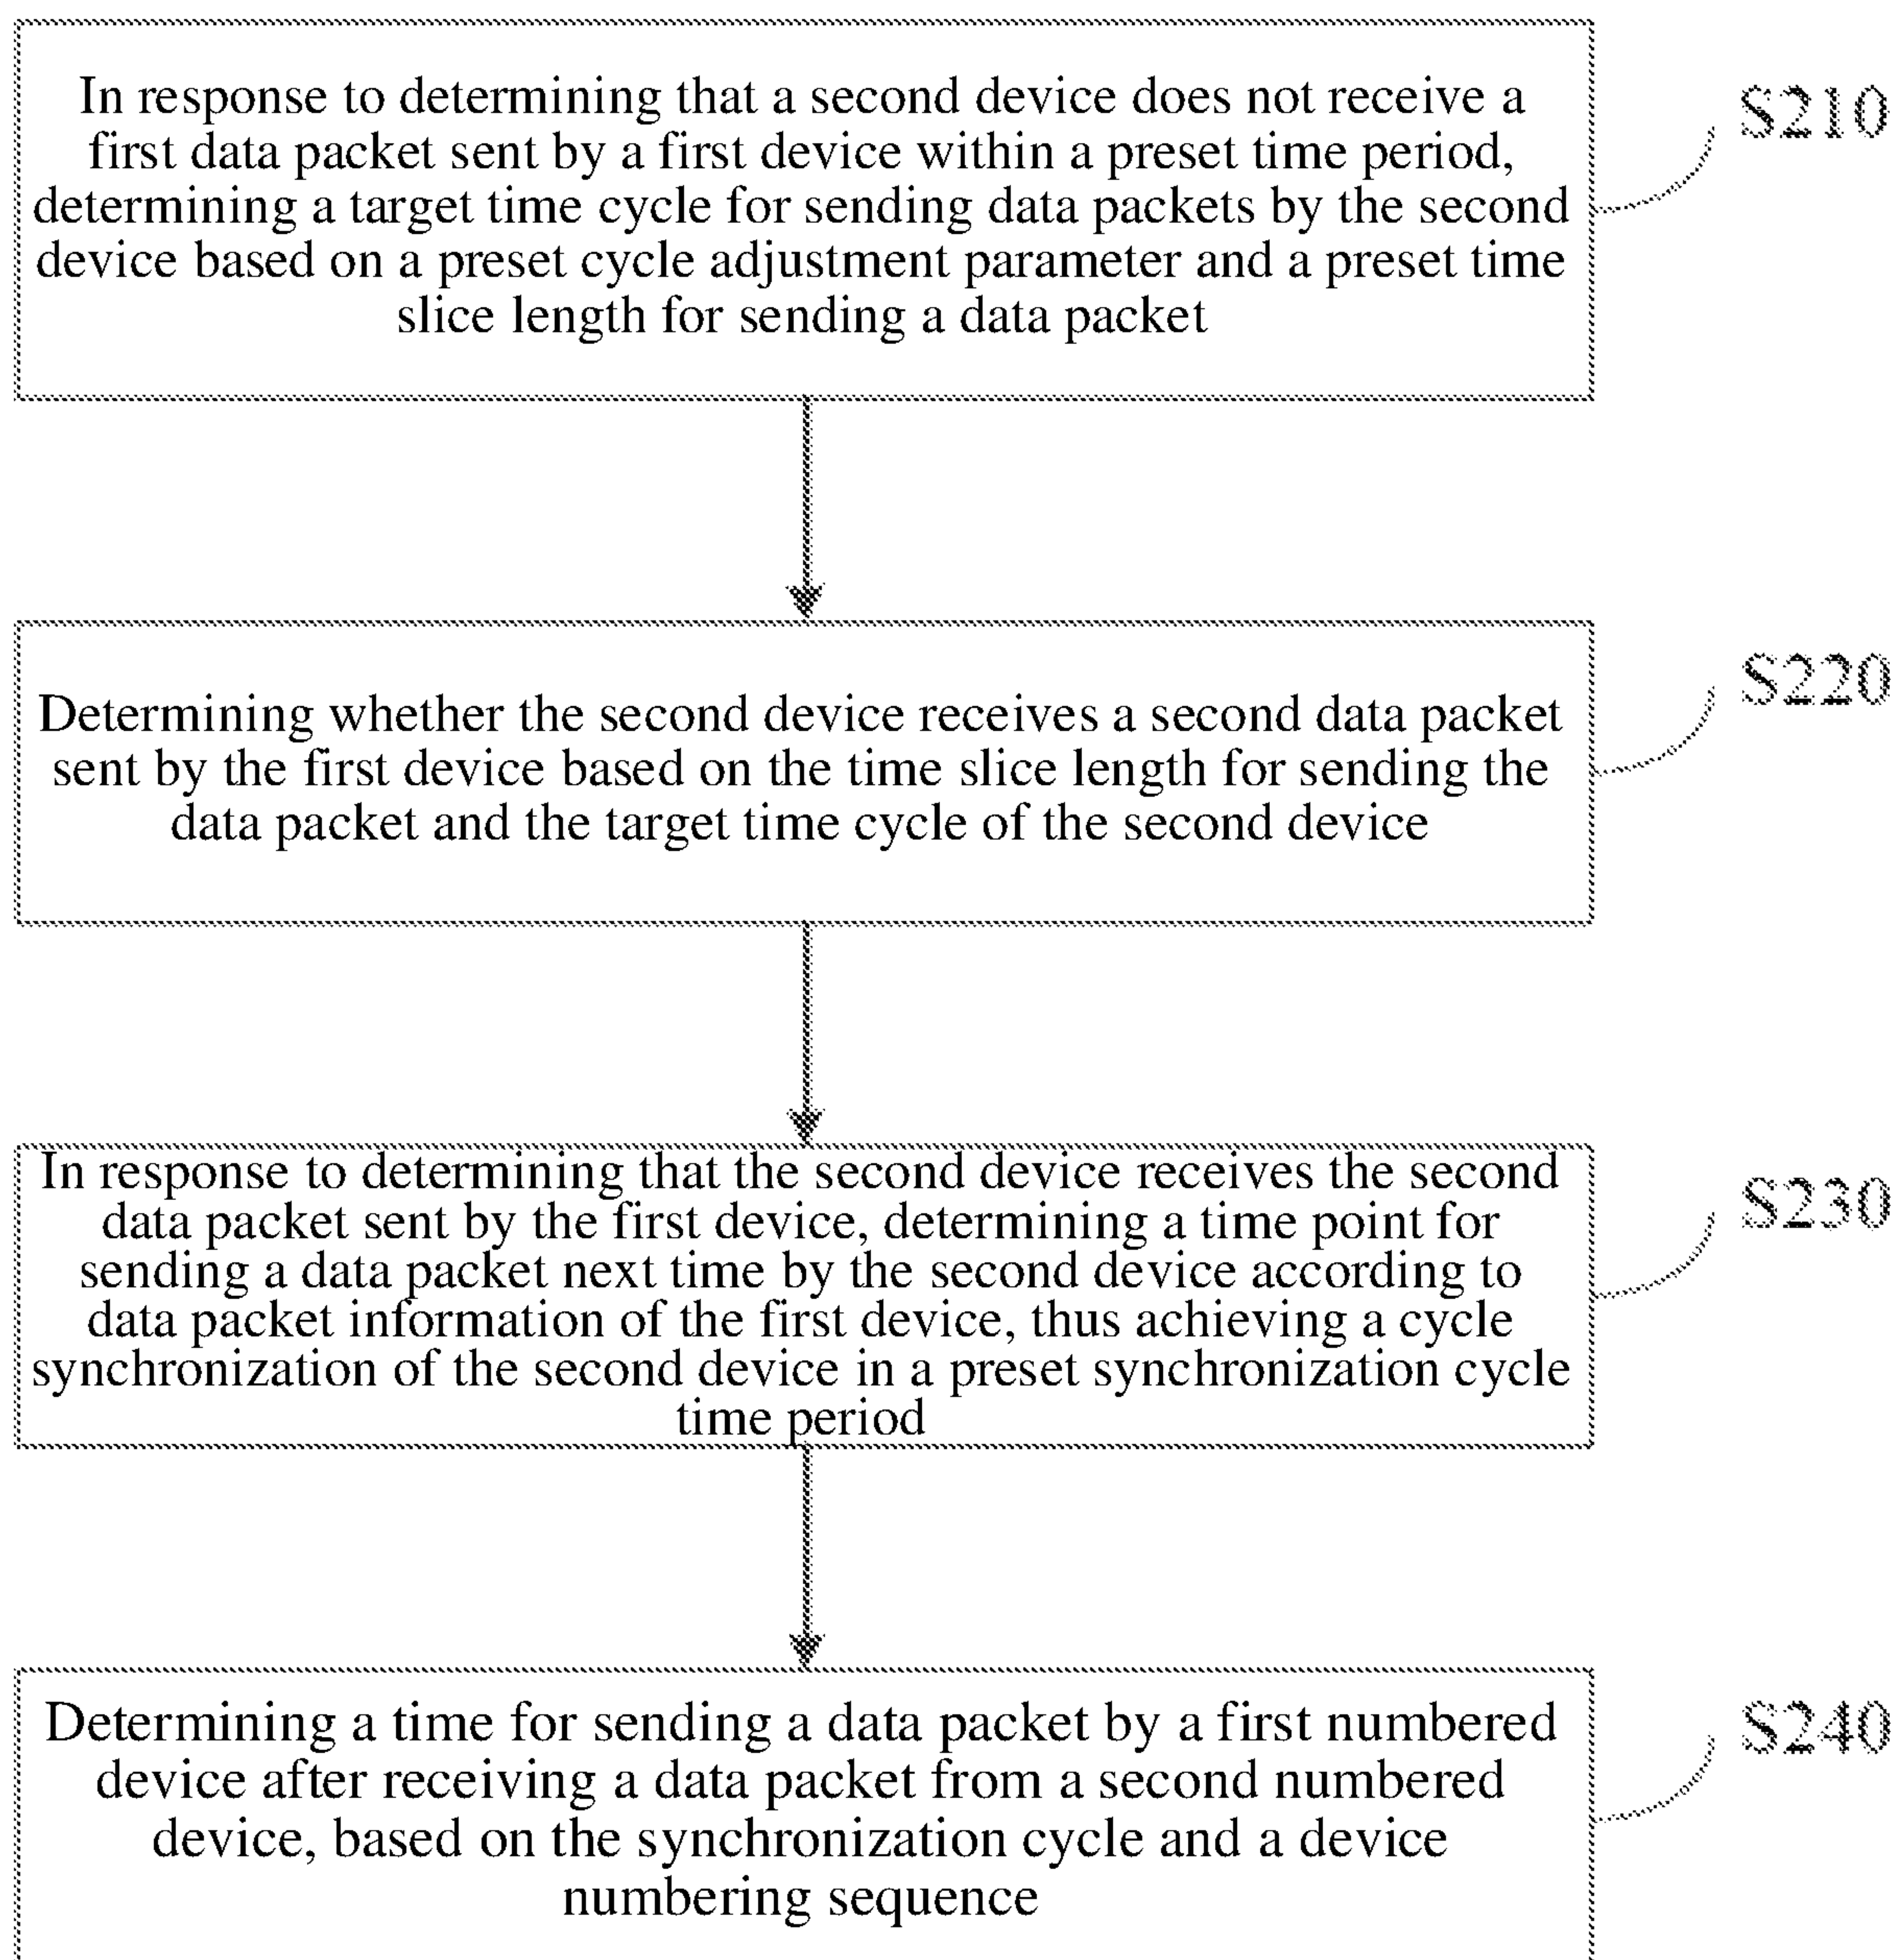 In response to determining that a second device does not receive a
first data packet sent by a first device within a preset time period,
determining a target time cycle for sending data packets by the second
device based on a preset cycle adjustment parameter and a preset time
slice length for sending a data packet
S210
Determining whether the second device receives a second data packet
sent by the first device based on the time slice length for sending the
data packet and the target time cycle of the second device
S220
In response to determining that the second device receives the second
data packet sent by the first device, determining a time point for
sending a data packet next time by the second device according to
data packet information of the first device, thus achieving a cycle
synchronization of the second device in a preset synchronization cycle
time period
S230
Determining a time for sending a data packet by a first numbered
device after receiving a data packet from a second numbered
device, based on the synchronization cycle and a device
numbering sequence
S240